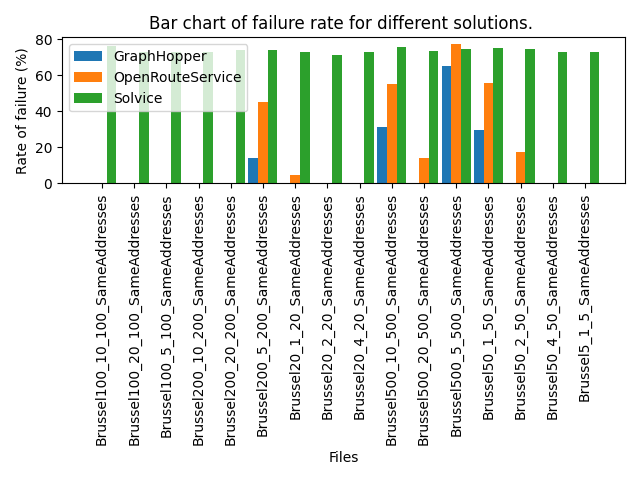 Bar chart of failure rate for different solutions.
Rate of failure (%)
80
60
40
20
0
GraphHopper
OpenRouteService
Solvice
Brussel100_10_100_SameAddresses
Brussel100_20_100_SameAddresses
Brussel100_5_100_SameAddresses
Brussel200_10_200_SameAddresses
Brussel200_20_200_SameAddresses
Brussel200_5_200_SameAddresses
Brussel20_1_20_SameAddresses
Brussel20_2_20_SameAddresses
Brussel20_4_20_SameAddresses
Brussel500_10_500_SameAddresses
Brussel500_20_500_SameAddresses
Brussel500_5_500_SameAddresses
Brussel50_1_50_SameAddresses
Brussel50_2_50_SameAddresses
Brussel50_4_50_SameAddresses
Brussel5_1_5_SameAddresses
Files